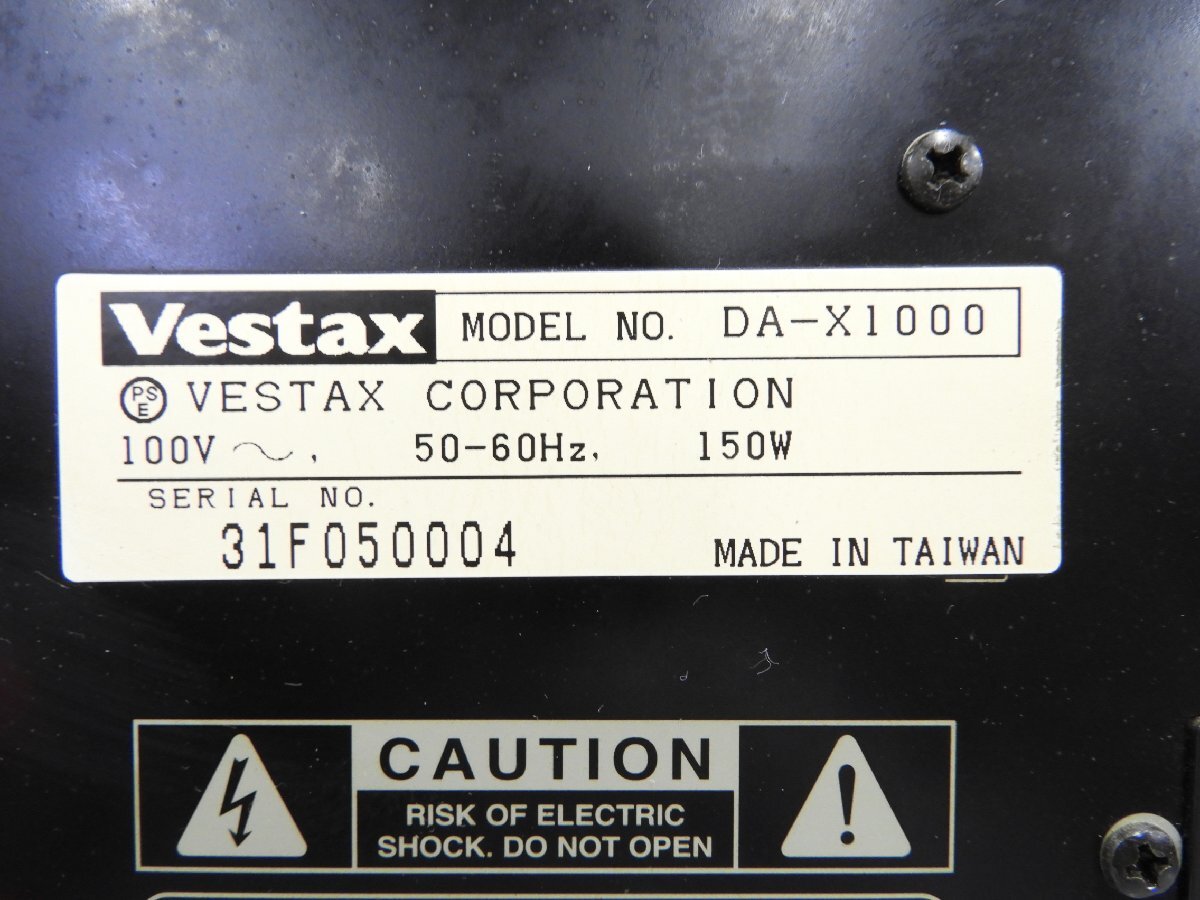 Vestax MODEL NO. DA-X1000
PSE VESTAX CORPORATION
100V ～, 50-60Hz, 150W
SERIAL NO.
31F050004 MADE IN TAIWAN
CAUTION
RISK OF ELECTRIC
SHOCK. DO NOT OPEN